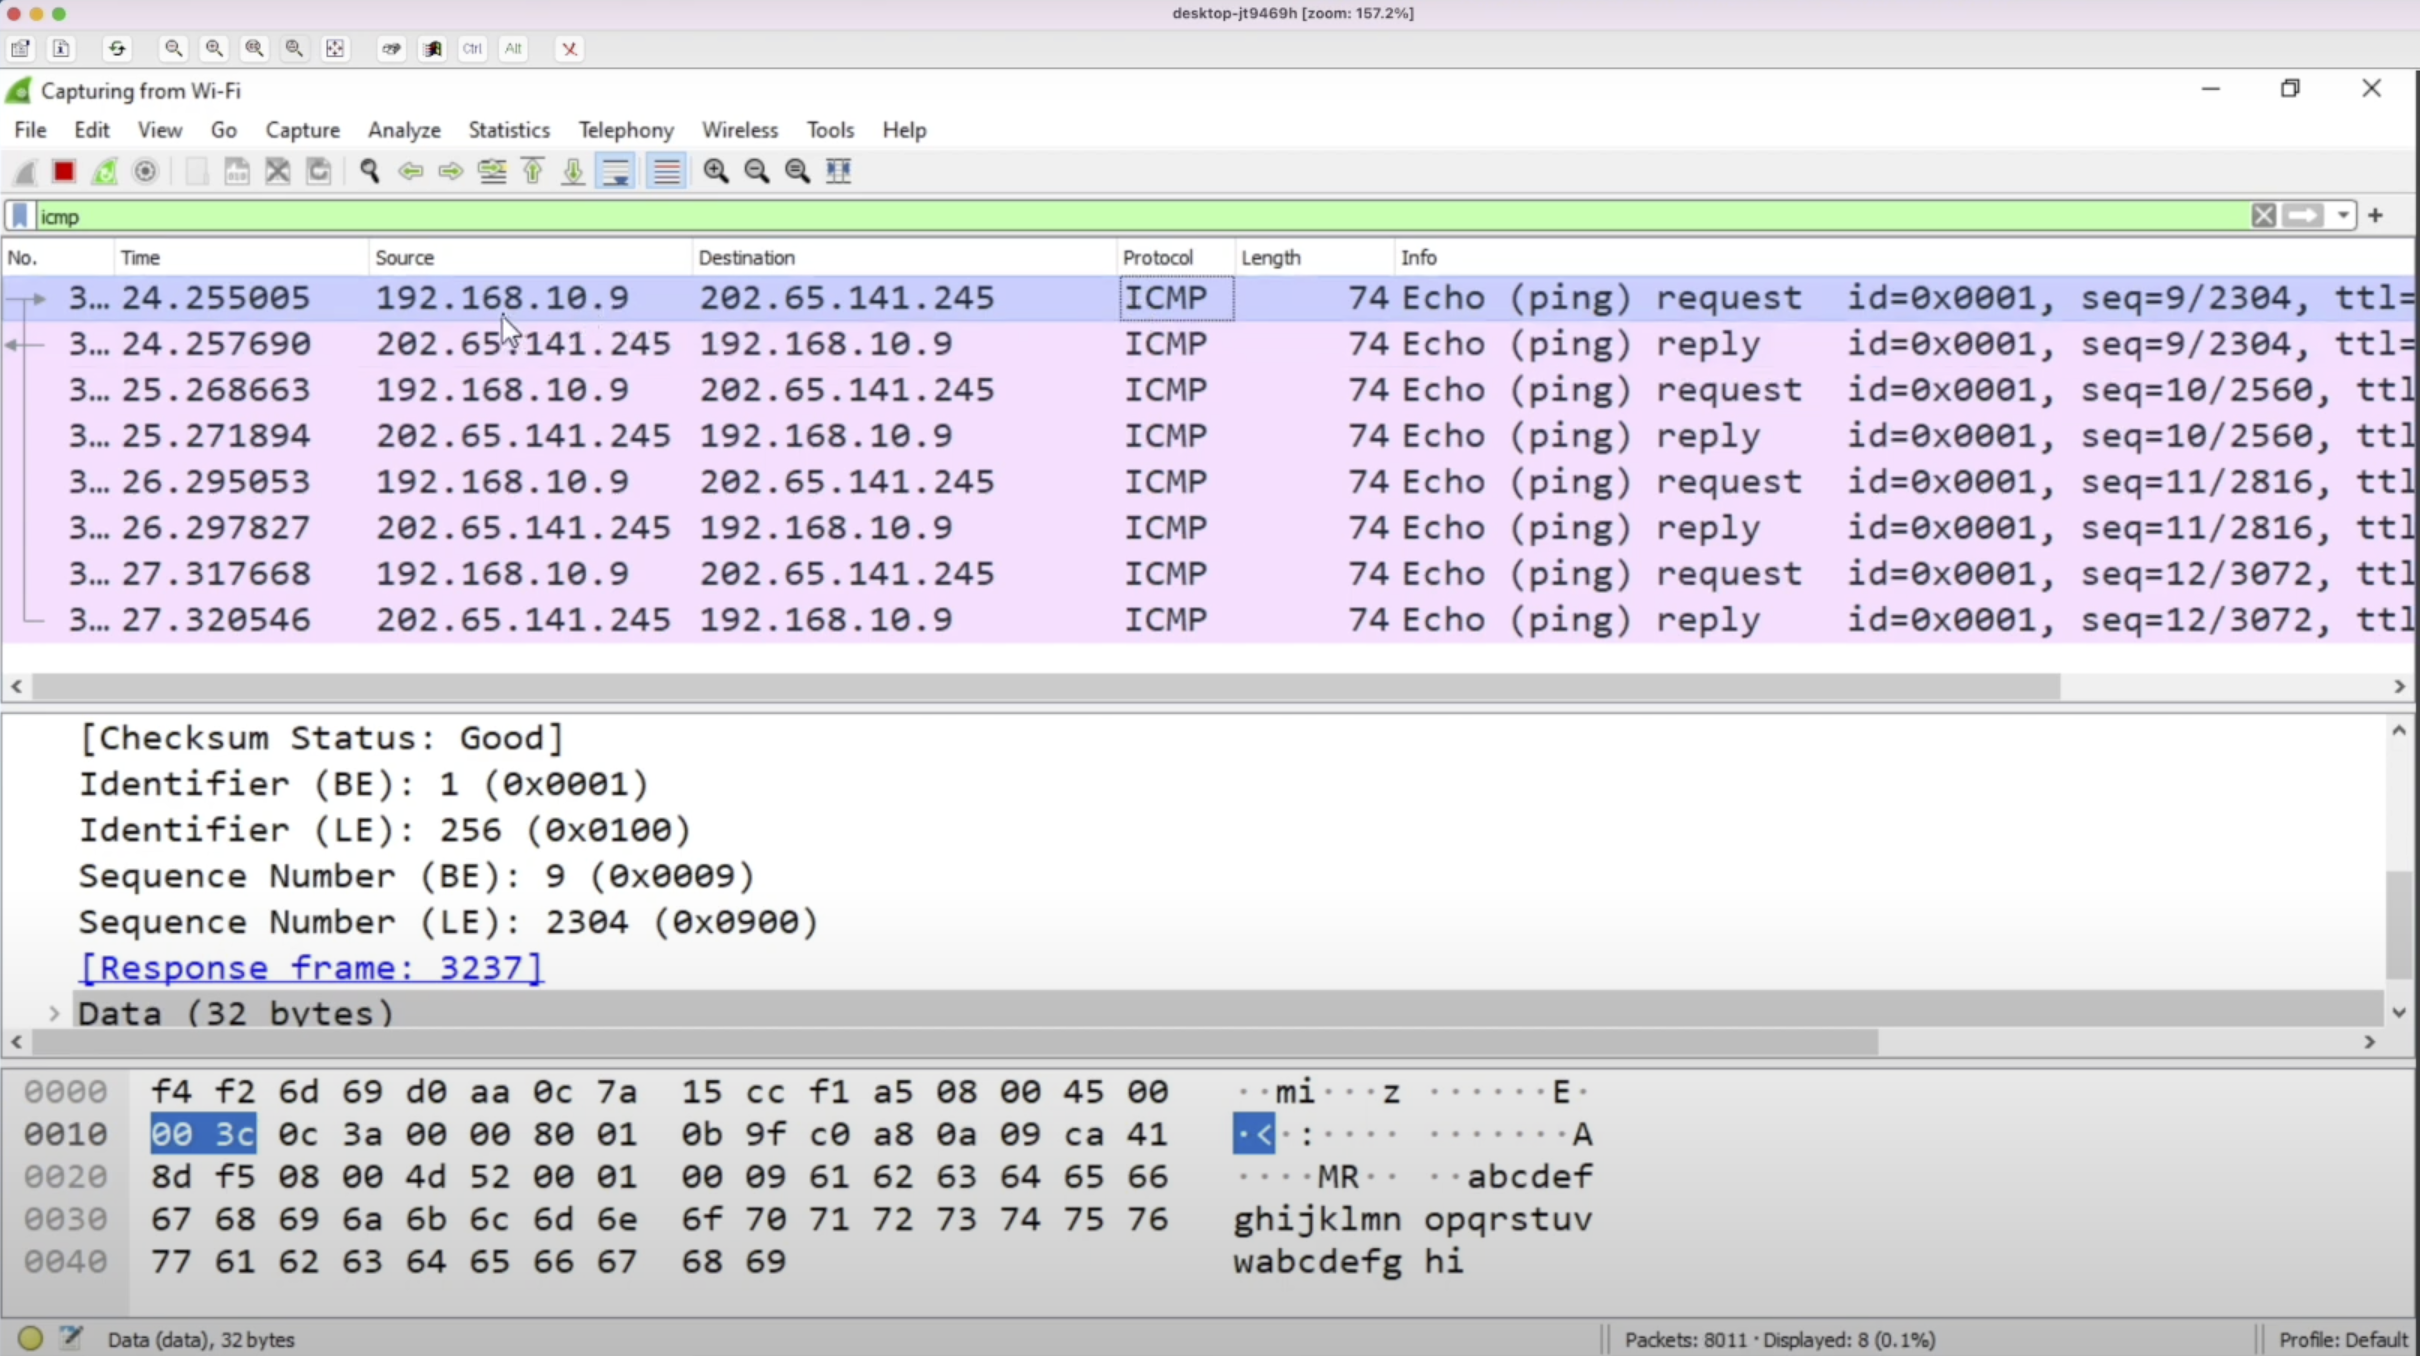 desktop-jt9469h [zoom: 157.2%]
Ctrl Alt
Capturing from Wi-Fi
File Edit View Go Capture Analyze Statistics Telephony Wireless Tools Help
icmp
No. Time Source Destination Protocol Length Info
3... 24.255005 192.168.10.9 202.65.141.245 ICMP 74 Echo (ping) request id=0x0001, seq=9/2304, ttl=
3... 24.257690 202.65.141.245 192.168.10.9 ICMP 74 Echo (ping) reply id=0x0001, seq=9/2304, ttl=
3... 25.268663 192.168.10.9 202.65.141.245 ICMP 74 Echo (ping) request id=0x0001, seq=10/2560, ttl
3... 25.271894 202.65.141.245 192.168.10.9 ICMP 74 Echo (ping) reply id=0x0001, seq=10/2560, ttl
3... 26.295053 192.168.10.9 202.65.141.245 ICMP 74 Echo (ping) request id=0x0001, seq=11/2816, ttl
3... 26.297827 202.65.141.245 192.168.10.9 ICMP 74 Echo (ping) reply id=0x0001, seq=11/2816, ttl
3... 27.317668 192.168.10.9 202.65.141.245 ICMP 74 Echo (ping) request id=0x0001, seq=12/3072, ttl
3... 27.320546 202.65.141.245 192.168.10.9 ICMP 74 Echo (ping) reply id=0x0001, seq=12/3072, ttl
[Checksum Status: Good]
Identifier (BE): 1 (0x0001)
Identifier (LE): 256 (0x0100)
Sequence Number (BE): 9 (0x0009)
Sequence Number (LE): 2304 (0x0900)
[Response frame: 3237]
Data (32 bytes)
0000 f4 f2 6d 69 d0 aa 0c 7a 15 cc f1 a5 08 00 45 00 ··mi···z ······E·
0010 00 3c 0c 3a 00 00 80 01 0b 9f c0 a8 0a 09 ca 41 ·<·:···· ·······A
0020 8d f5 08 00 4d 52 00 01 00 09 61 62 63 64 65 66 ····MR·· ··abcdef
0030 67 68 69 6a 6b 6c 6d 6e 6f 70 71 72 73 74 75 76 ghijklmn opqrstuv
0040 77 61 62 63 64 65 66 67 68 69 wabcdefg hi
Data (data), 32 bytes Packets: 8011 · Displayed: 8 (0.1%) Profile: Default